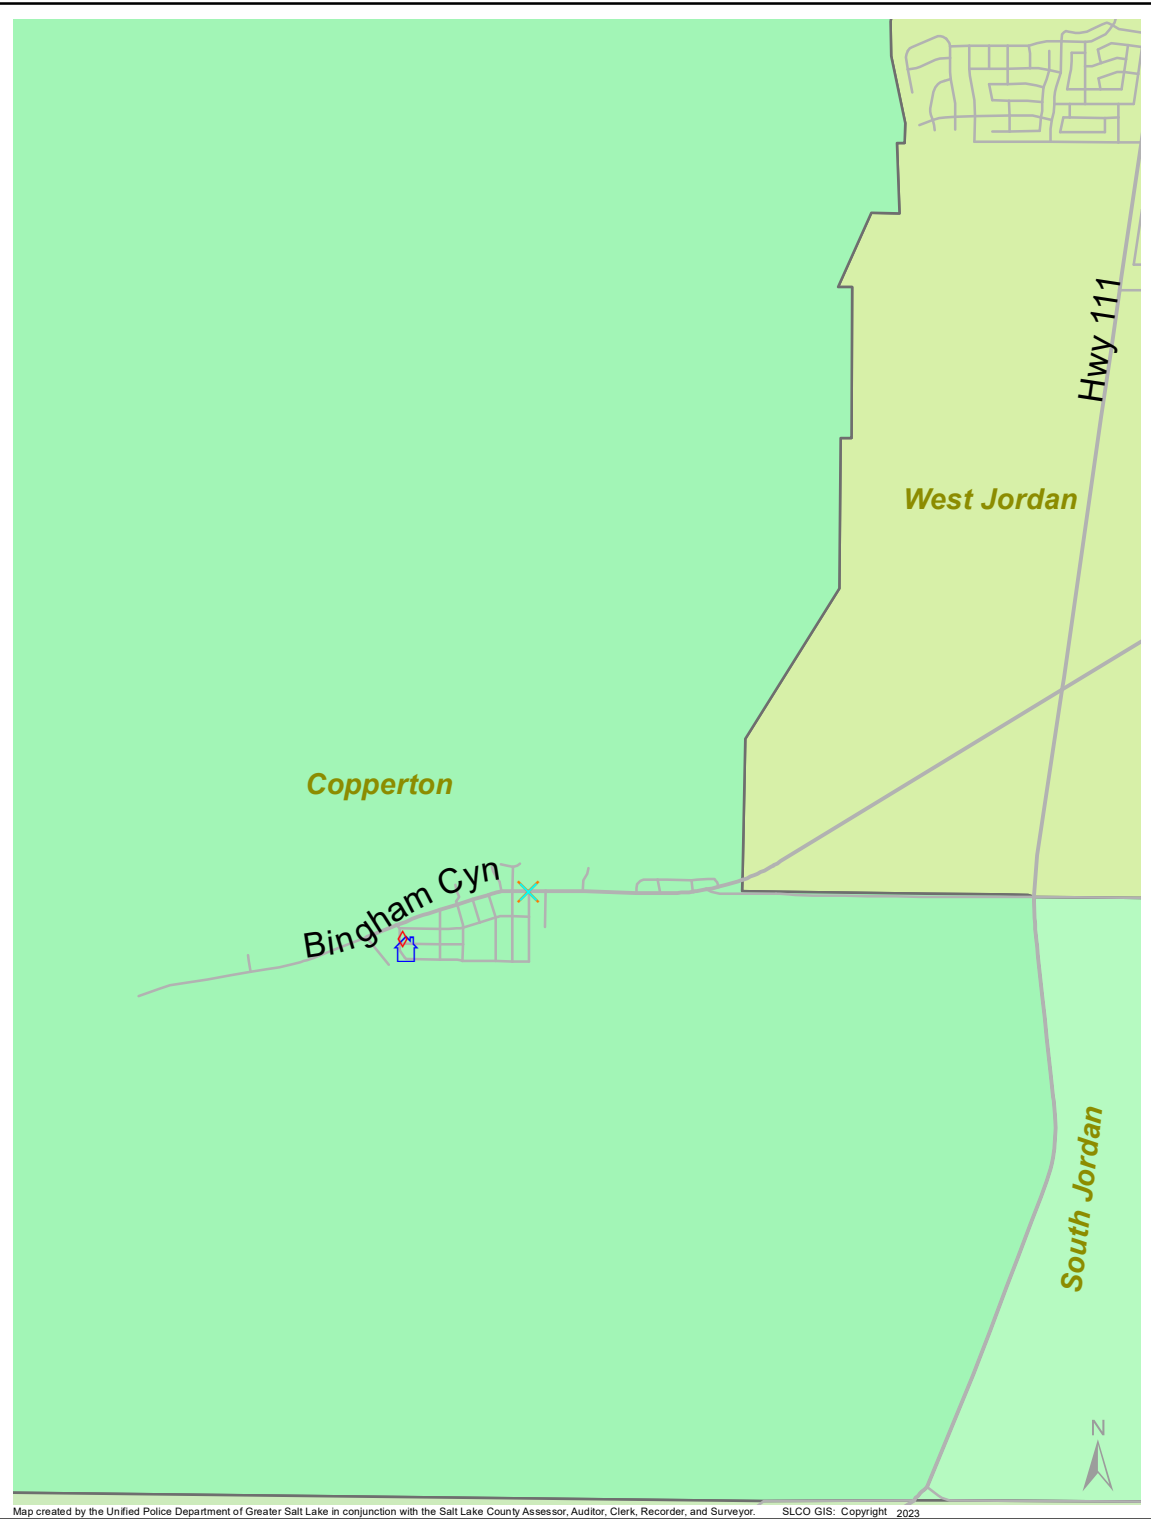 Hwy 111
West Jordan
Copperton
Bingham Cyn
South Jordan
N
Map created by the Unified Police Department of Greater Salt Lake in conjunction with the Salt Lake County Assessor, Auditor, Clerk, Recorder, and Surveyor. SLCO GIS: Copyright 2023